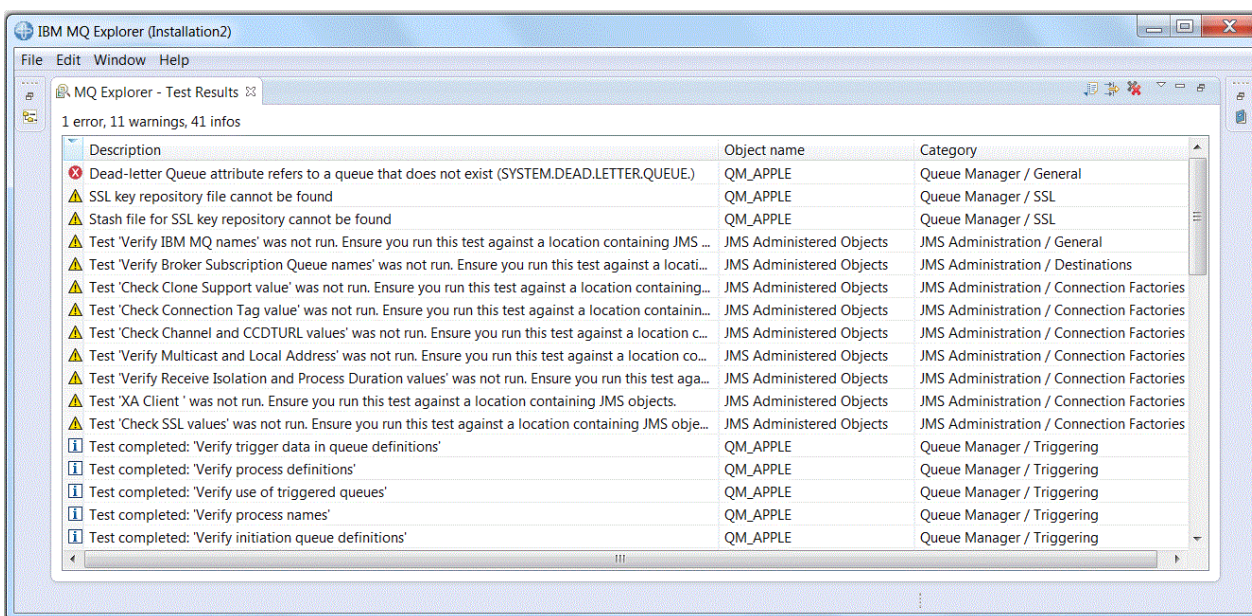 IBM MQ Explorer (Installation2)
File Edit Window Help
MQ Explorer - Test Results
1 error, 11 warnings, 41 infos
Description Object name Category
Dead-letter Queue attribute refers to a queue that does not exist (SYSTEM.DEAD.LETTER.QUEUE.) QM_APPLE Queue Manager / General
SSL key repository file cannot be found QM_APPLE Queue Manager / SSL
Stash file for SSL key repository cannot be found QM_APPLE Queue Manager / SSL
Test 'Verify IBM MQ names' was not run. Ensure you run this test against a location containing JMS ... JMS Administered Objects JMS Administration / General
Test 'Verify Broker Subscription Queue names' was not run. Ensure you run this test against a locati... JMS Administered Objects JMS Administration / Destinations
Test 'Check Clone Support value' was not run. Ensure you run this test against a location containing... JMS Administered Objects JMS Administration / Connection Factories
Test 'Check Connection Tag value' was not run. Ensure you run this test against a location containin... JMS Administered Objects JMS Administration / Connection Factories
Test 'Check Channel and CCDTURL values' was not run. Ensure you run this test against a location c... JMS Administered Objects JMS Administration / Connection Factories
Test 'Verify Multicast and Local Address' was not run. Ensure you run this test against a location co... JMS Administered Objects JMS Administration / Connection Factories
Test 'Verify Receive Isolation and Process Duration values' was not run. Ensure you run this test aga... JMS Administered Objects JMS Administration / Connection Factories
Test 'XA Client ' was not run. Ensure you run this test against a location containing JMS objects. JMS Administered Objects JMS Administration / Connection Factories
Test 'Check SSL values' was not run. Ensure you run this test against a location containing JMS obje... JMS Administered Objects JMS Administration / Connection Factories
Test completed: 'Verify trigger data in queue definitions' QM_APPLE Queue Manager / Triggering
Test completed: 'Verify process definitions' QM_APPLE Queue Manager / Triggering
Test completed: 'Verify use of triggered queues' QM_APPLE Queue Manager / Triggering
Test completed: 'Verify process names' QM_APPLE Queue Manager / Triggering
Test completed: 'Verify initiation queue definitions' QM_APPLE Queue Manager / Triggering